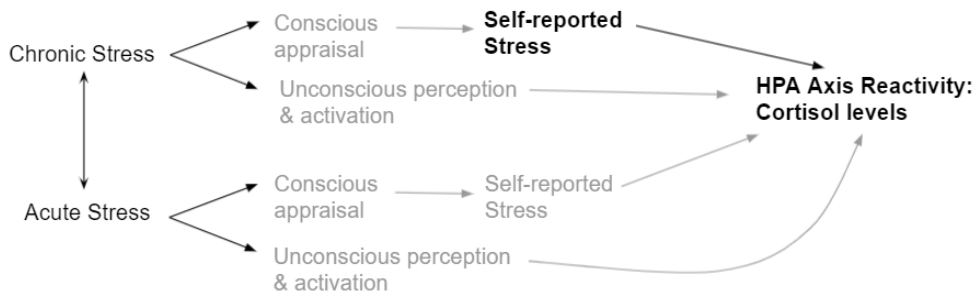 Chronic Stress
Conscious
appraisal
Self-reported
Stress
Unconscious perception
& activation
HPA Axis Reactivity:
Cortisol levels
Acute Stress
Conscious
appraisal
Self-reported
Stress
Unconscious perception
& activation